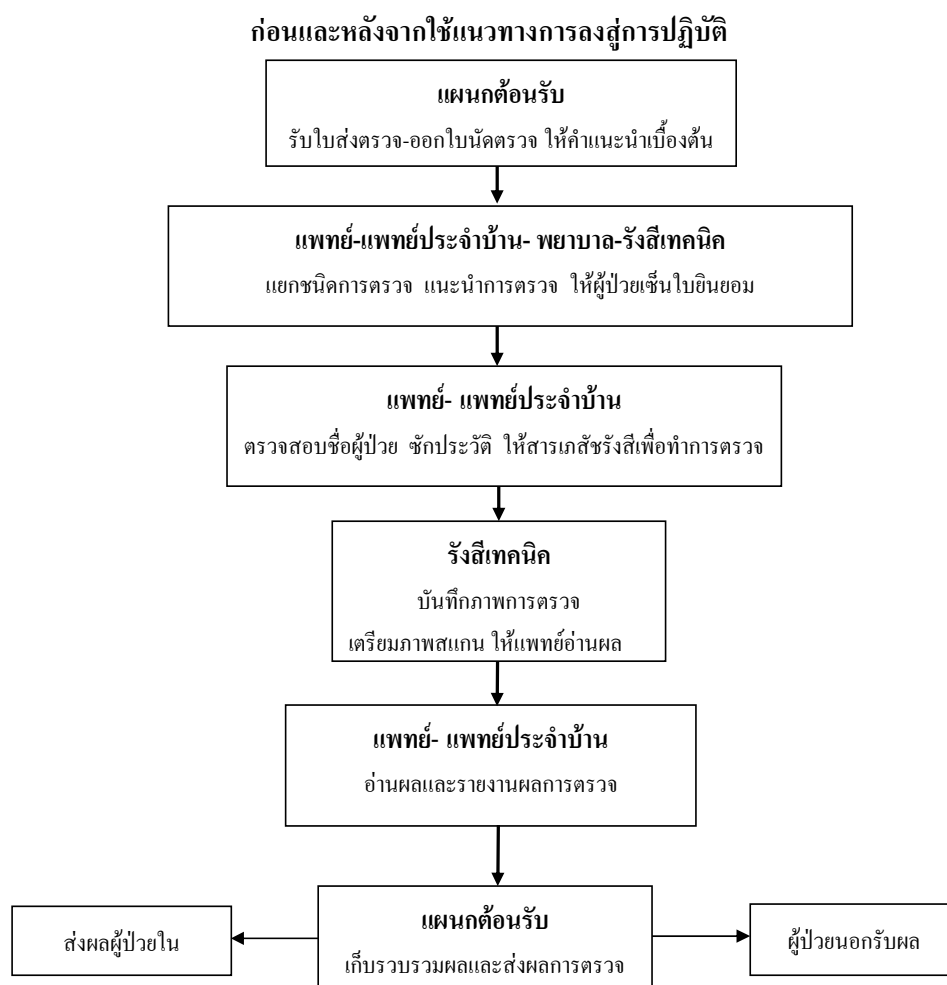 ก่อนและหลังจากใช้แนวทางการลงสู่การปฏิบัติ
แผนกต้อนรับ
รับใบส่งตรวจ-ออกใบนัดตรวจ ให้คำแนะนำเบื้องต้น
แพทย์-แพทย์ประจำบ้าน- พยาบาล-รังสีเทคนิค
แยกชนิดการตรวจ แนะนำการตรวจ ให้ผู้ป่วยเซ็นใบยินยอม
แพทย์- แพทย์ประจำบ้าน
ตรวจสอบชื่อผู้ป่วย ซักประวัติ ให้สารเภสัชรังสีเพื่อทำการตรวจ
รังสีเทคนิค
บันทึกภาพการตรวจ
เตรียมภาพสแกน ให้แพทย์อ่านผล
แพทย์- แพทย์ประจำบ้าน
อ่านผลและรายงานผลการตรวจ
แผนกต้อนรับ
เก็บรวบรวมผลและส่งผลการตรวจ
ส่งผลผู้ป่วยใน
ผู้ป่วยนอกรับผล